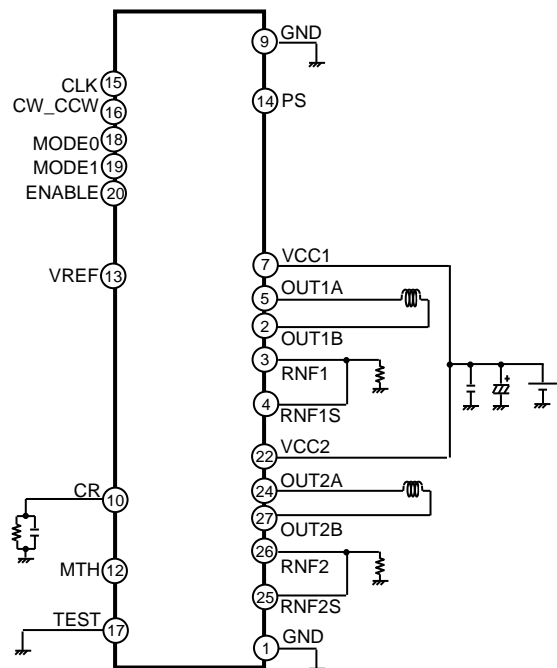 9 GND
15 CLK
14 PS
CW_CCW 16
MODE0 18
MODE1 19
ENABLE 20
7 VCC1
VREF 13
5 OUT1A
2 OUT1B
3 RNF1
4 RNF1S
+
22 VCC2
CR 10
24 OUT2A
27 OUT2B
26 RNF2
MTH 12
25 RNF2S
TEST 17
1 GND